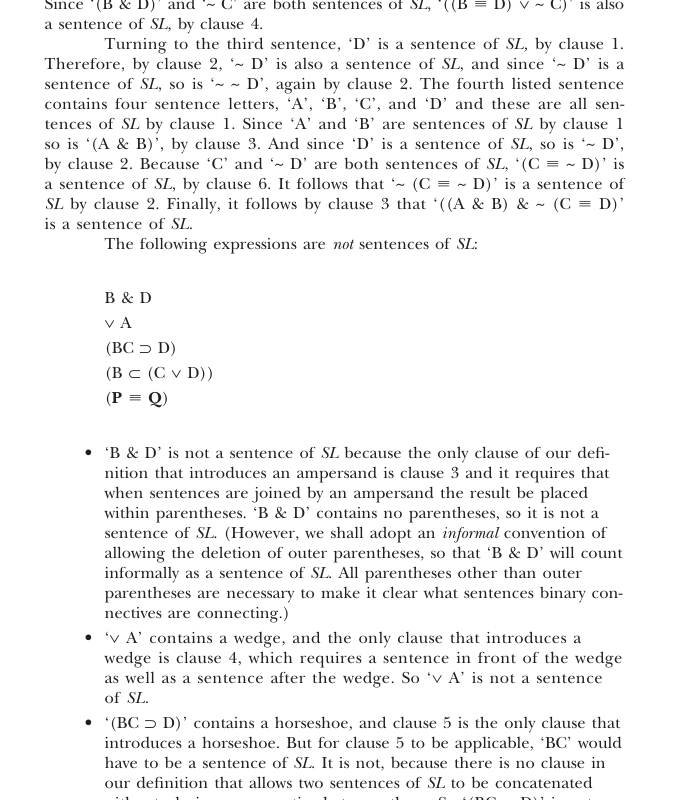 Since ‘(B & D)’ and ‘~ C’ are both sentences of SL, ‘((B ≡ D) ∨ ~ C)’ is also
a sentence of SL, by clause 4.
Turning to the third sentence, ‘D’ is a sentence of SL, by clause 1.
Therefore, by clause 2, ‘~ D’ is also a sentence of SL, and since ‘~ D’ is a
sentence of SL, so is ‘~ ~ D’, again by clause 2. The fourth listed sentence
contains four sentence letters, ‘A’, ‘B’, ‘C’, and ‘D’ and these are all sen-
tences of SL by clause 1. Since ‘A’ and ‘B’ are sentences of SL by clause 1
so is ‘(A & B)’, by clause 3. And since ‘D’ is a sentence of SL, so is ‘~ D’,
by clause 2. Because ‘C’ and ‘~ D’ are both sentences of SL, ‘(C ≡ ~ D)’ is
a sentence of SL, by clause 6. It follows that ‘~ (C ≡ ~ D)’ is a sentence of
SL by clause 2. Finally, it follows by clause 3 that ‘((A & B) & ~ (C ≡ D)’
is a sentence of SL.
The following expressions are not sentences of SL:
B & D
∨ A
(BC ⊃ D)
(B ⊂ (C ∨ D))
(P ≡ Q)
• ‘B & D’ is not a sentence of SL because the only clause of our defi-
nition that introduces an ampersand is clause 3 and it requires that
when sentences are joined by an ampersand the result be placed
within parentheses. ‘B & D’ contains no parentheses, so it is not a
sentence of SL. (However, we shall adopt an informal convention of
allowing the deletion of outer parentheses, so that ‘B & D’ will count
informally as a sentence of SL. All parentheses other than outer
parentheses are necessary to make it clear what sentences binary con-
nectives are connecting.)
• ‘∨ A’ contains a wedge, and the only clause that introduces a
wedge is clause 4, which requires a sentence in front of the wedge
as well as a sentence after the wedge. So ‘∨ A’ is not a sentence
of SL.
• ‘(BC ⊃ D)’ contains a horseshoe, and clause 5 is the only clause that
introduces a horseshoe. But for clause 5 to be applicable, ‘BC’ would
have to be a sentence of SL. It is not, because there is no clause in
our definition that allows two sentences of SL to be concatenated